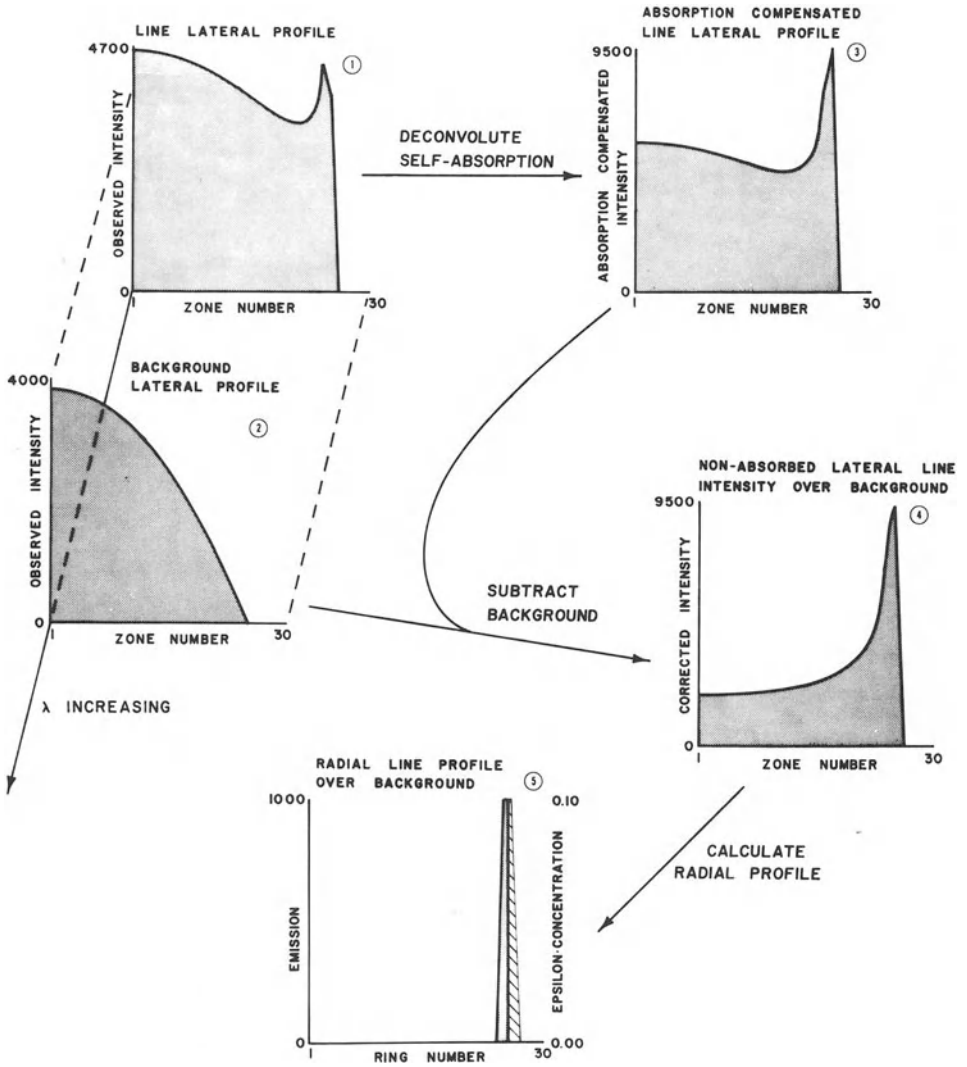 LINE LATERAL PROFILE
4700
1
OBSERVED INTENSITY
0
1
30
ZONE NUMBER
DECONVOLUTE
SELF-ABSORPTION
ABSORPTION COMPENSATED
LINE LATERAL PROFILE
9500
3
ABSORPTION COMPENSATED
INTENSITY
0
1
30
ZONE NUMBER
BACKGROUND
LATERAL PROFILE
4000
2
OBSERVED INTENSITY
0
1
30
ZONE NUMBER
λ INCREASING
SUBTRACT
BACKGROUND
NON-ABSORBED LATERAL LINE
INTENSITY OVER BACKGROUND
9500
4
CORRECTED INTENSITY
0
1
30
ZONE NUMBER
CALCULATE
RADIAL PROFILE
RADIAL LINE PROFILE
OVER BACKGROUND
5
1000
0.10
EMISSION
EPSILON-CONCENTRATION
0
0.00
1
30
RING NUMBER